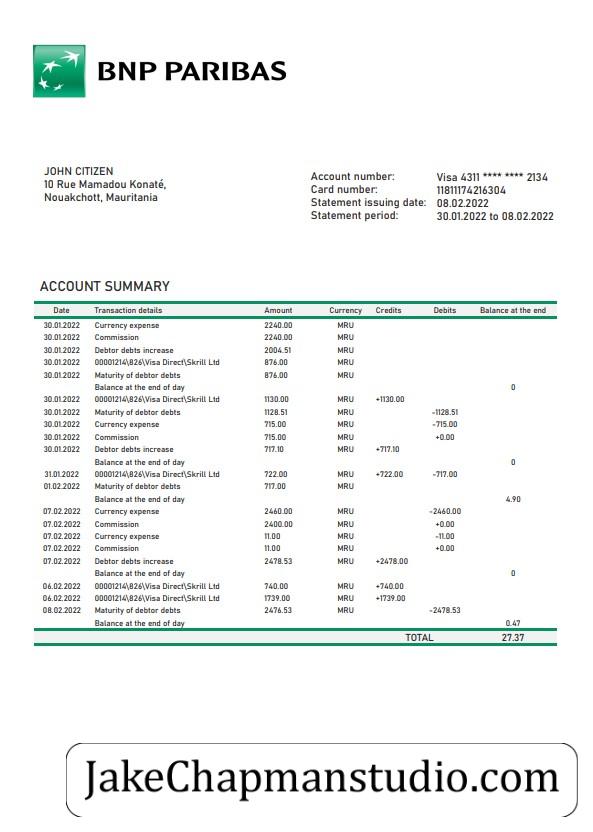 BNP PARIBAS
JOHN CITIZEN
10 Rue Mamadou Konaté,
Nouakchott, Mauritania
Account number: Visa 4311 **** **** 2134
Card number: 11811174216304
Statement issuing date: 08.02.2022
Statement period: 30.01.2022 to 08.02.2022
ACCOUNT SUMMARY
Date Transaction details Amount Currency Credits Debits Balance at the end
30.01.2022 Currency expense 2240.00 MRU
30.01.2022 Commission 2240.00 MRU
30.01.2022 Debtor debts increase 2004.51 MRU
30.01.2022 00001214\826\Visa Direct\Skrill Ltd 876.00 MRU
30.01.2022 Maturity of debtor debts 876.00 MRU
Balance at the end of day 0
30.01.2022 00001214\826\Visa Direct\Skrill Ltd 1130.00 MRU +1130.00
30.01.2022 Maturity of debtor debts 1128.51 MRU -1128.51
30.01.2022 Currency expense 715.00 MRU -715.00
30.01.2022 Commission 715.00 MRU +0.00
30.01.2022 Debtor debts increase 717.10 MRU +717.10
Balance at the end of day 0
31.01.2022 00001214\826\Visa Direct\Skrill Ltd 722.00 MRU +722.00 -717.00
01.02.2022 Maturity of debtor debts 717.00 MRU
Balance at the end of day 4.90
07.02.2022 Currency expense 2460.00 MRU -2460.00
07.02.2022 Commission 2400.00 MRU +0.00
07.02.2022 Currency expense 11.00 MRU -11.00
07.02.2022 Commission 11.00 MRU +0.00
07.02.2022 Debtor debts increase 2478.53 MRU +2478.00
Balance at the end of day 0
06.02.2022 00001214\826\Visa Direct\Skrill Ltd 740.00 MRU +740.00
06.02.2022 00001214\826\Visa Direct\Skrill Ltd 1739.00 MRU +1739.00
08.02.2022 Maturity of debtor debts 2476.53 MRU -2478.53
Balance at the end of day 0.47
TOTAL 27.37
JakeChapmanstudio.com